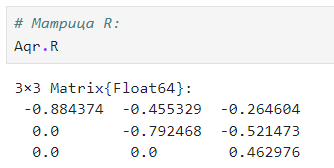 # Матрица R:
Aqr.R
3×3 Matrix{Float64}:
 -0.884374  -0.455329  -0.264604
  0.0       -0.792468  -0.521473
  0.0        0.0        0.462976